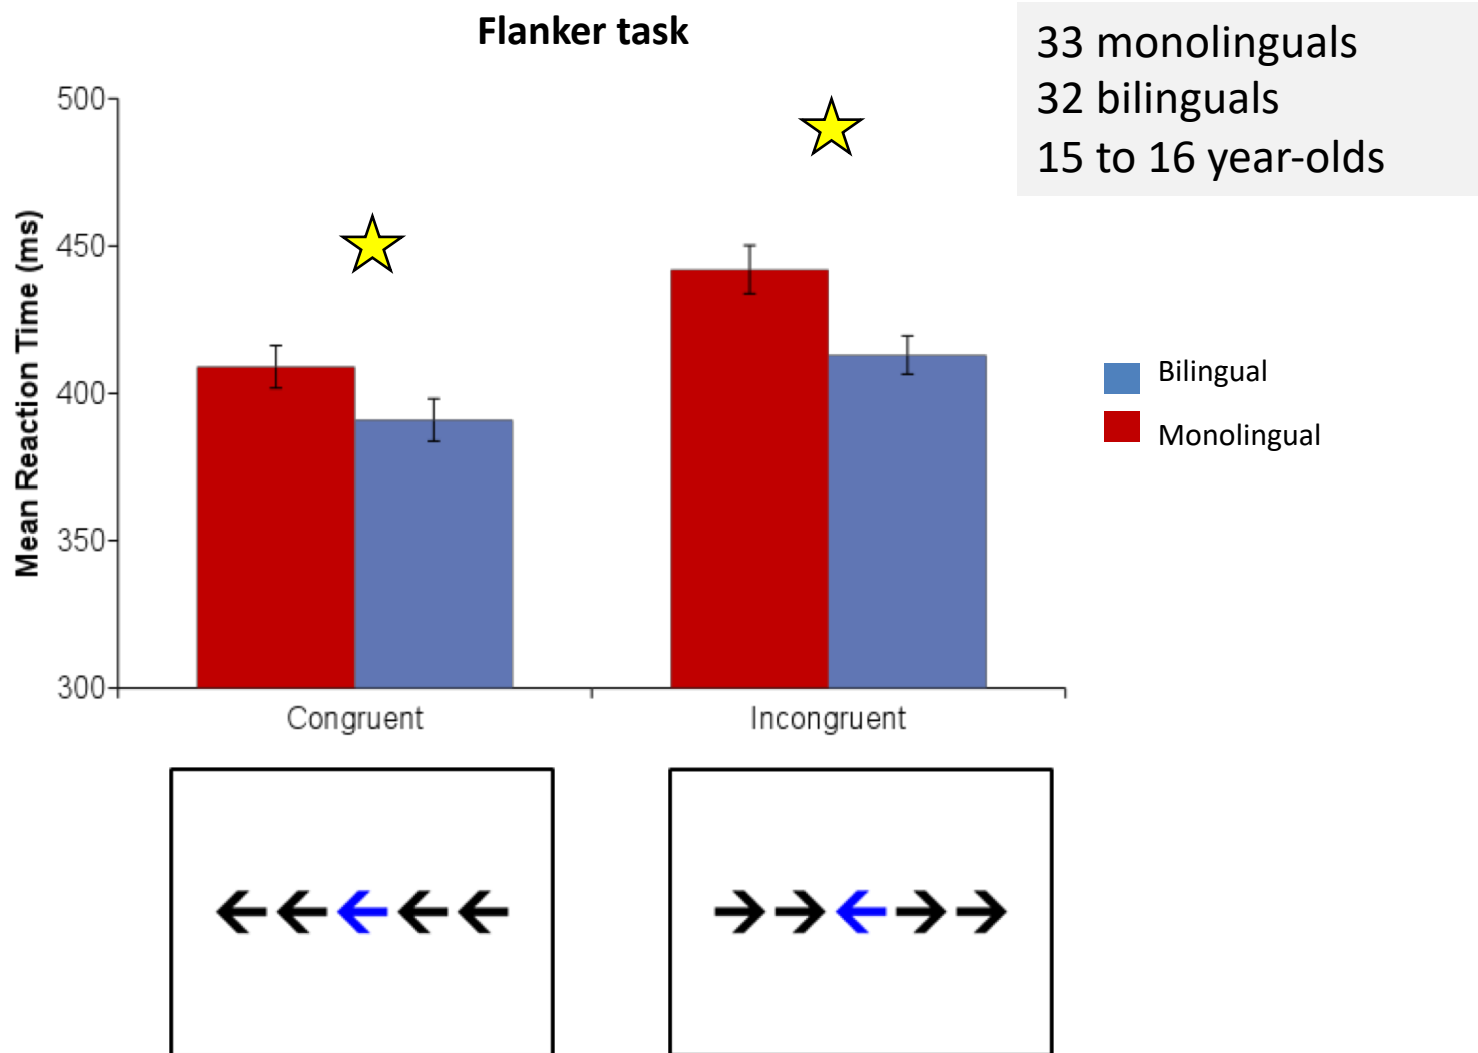 Flanker task
33 monolinguals
32 bilinguals
15 to 16 year-olds
Mean Reaction Time (ms)
500
450
400
350
300
Congruent
Incongruent
Bilingual
Monolingual